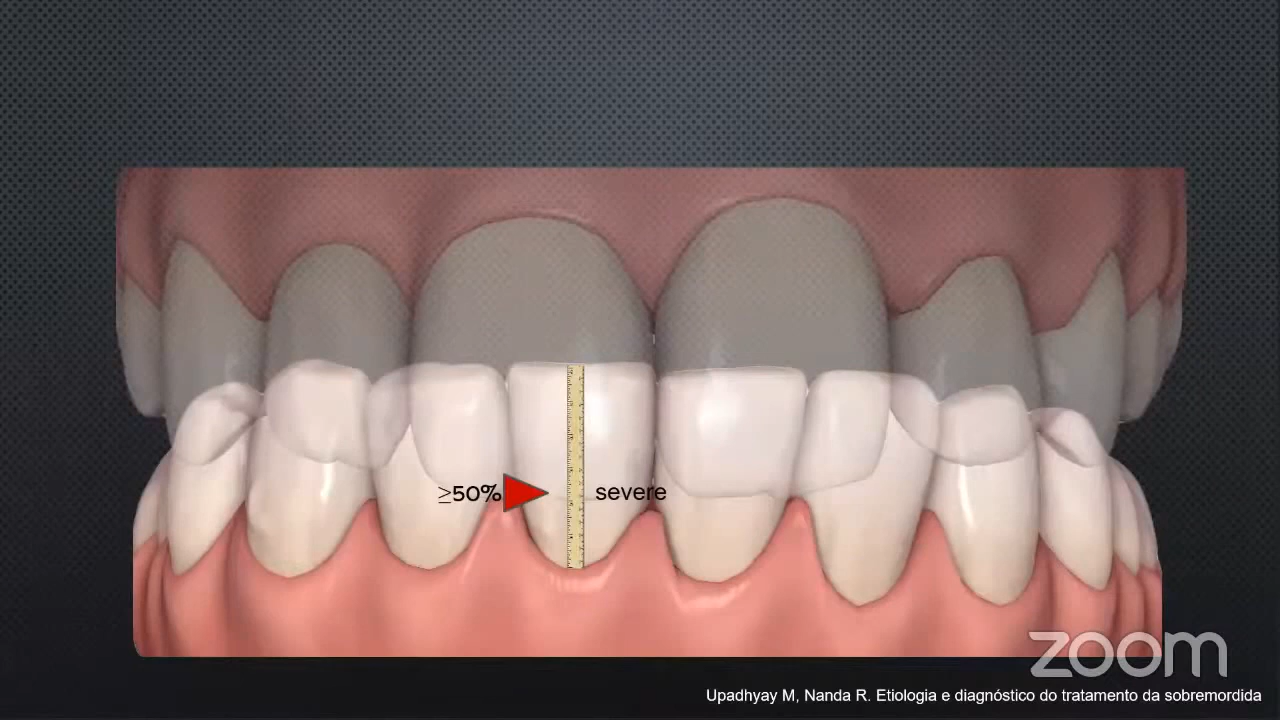 ≥50%
severe
zoom
Upadhyay M, Nanda R. Etiologia e diagnóstico do tratamento da sobremordida